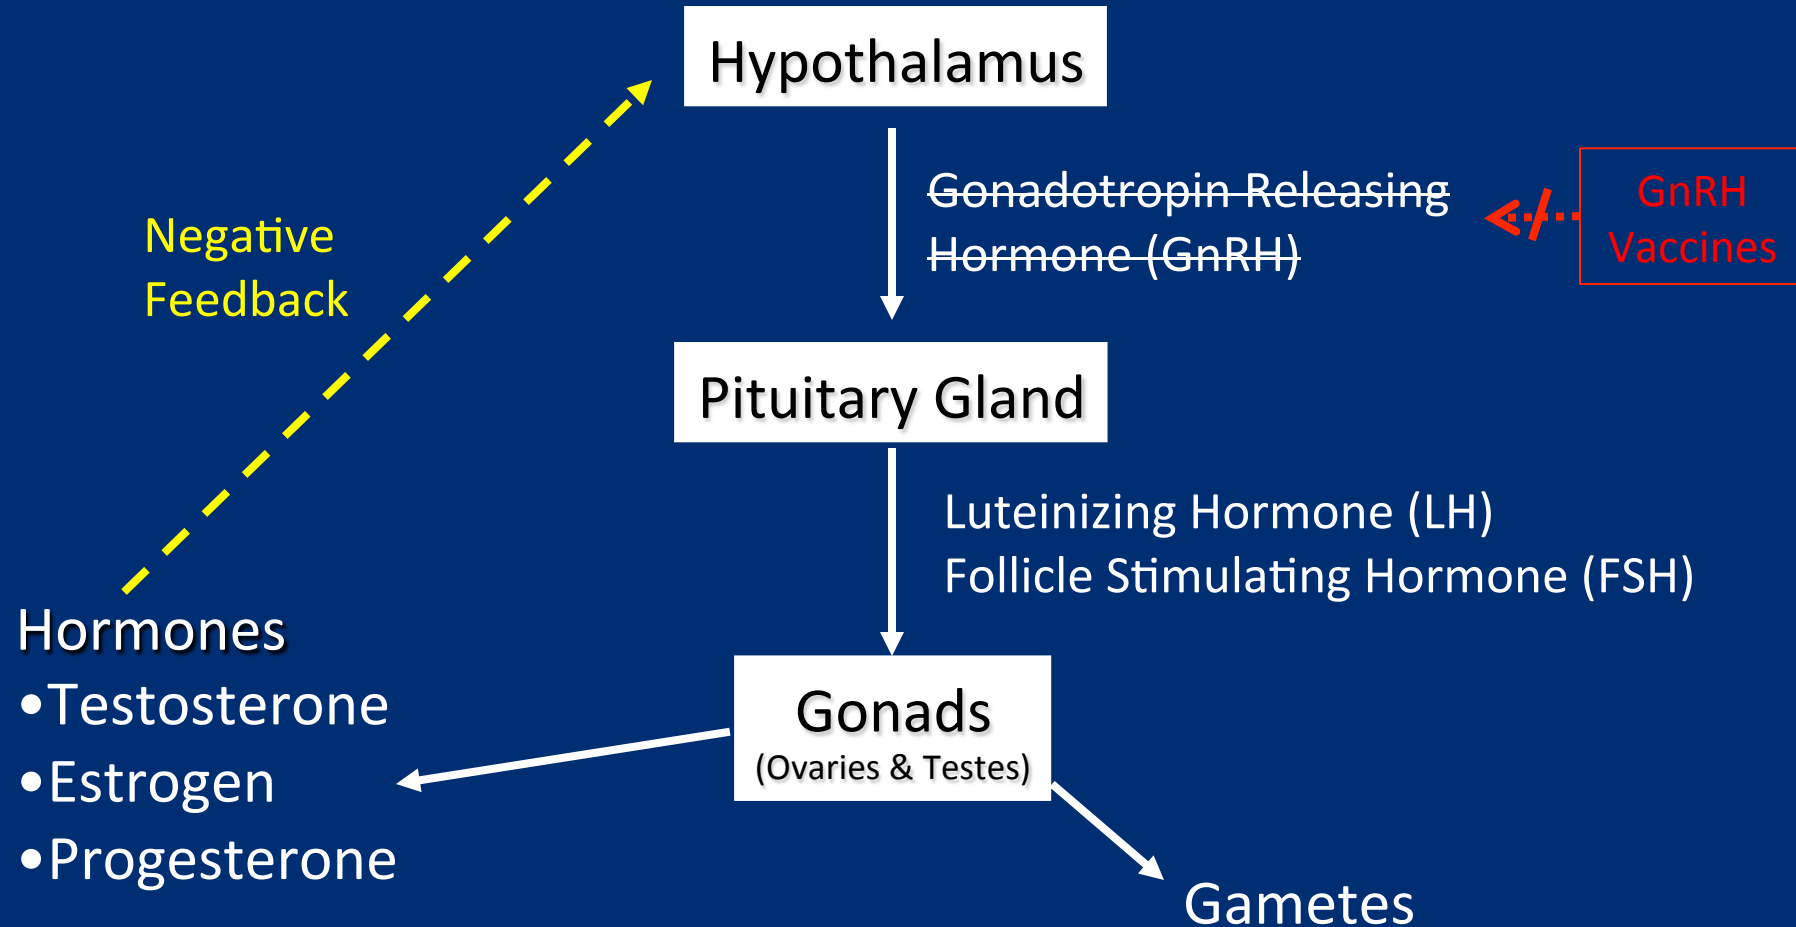 Hypothalamus
Gonadotropin Releasing
Hormone (GnRH)
GnRH
Vaccines
Negative
Feedback
Pituitary Gland
Luteinizing Hormone (LH)
Follicle Stimulating Hormone (FSH)
Hormones
•Testosterone
•Estrogen
•Progesterone
Gonads
(Ovaries & Testes)
Gametes